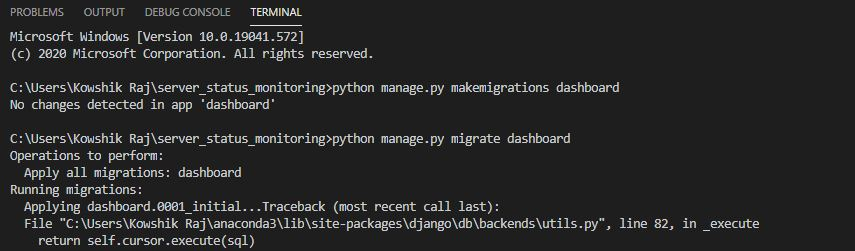 PROBLEMS OUTPUT DEBUG CONSOLE TERMINAL
Microsoft Windows [Version 10.0.19041.572]
(c) 2020 Microsoft Corporation. All rights reserved.
C:\Users\Kowshik Raj\server_status_monitoring>python manage.py makemigrations dashboard
No changes detected in app 'dashboard'
C:\Users\Kowshik Raj\server_status_monitoring>python manage.py migrate dashboard
Operations to perform:
  Apply all migrations: dashboard
Running migrations:
  Applying dashboard.0001_initial...Traceback (most recent call last):
  File "C:\Users\Kowshik Raj\anaconda3\lib\site-packages\django\db\backends\utils.py", line 82, in _execute
    return self.cursor.execute(sql)